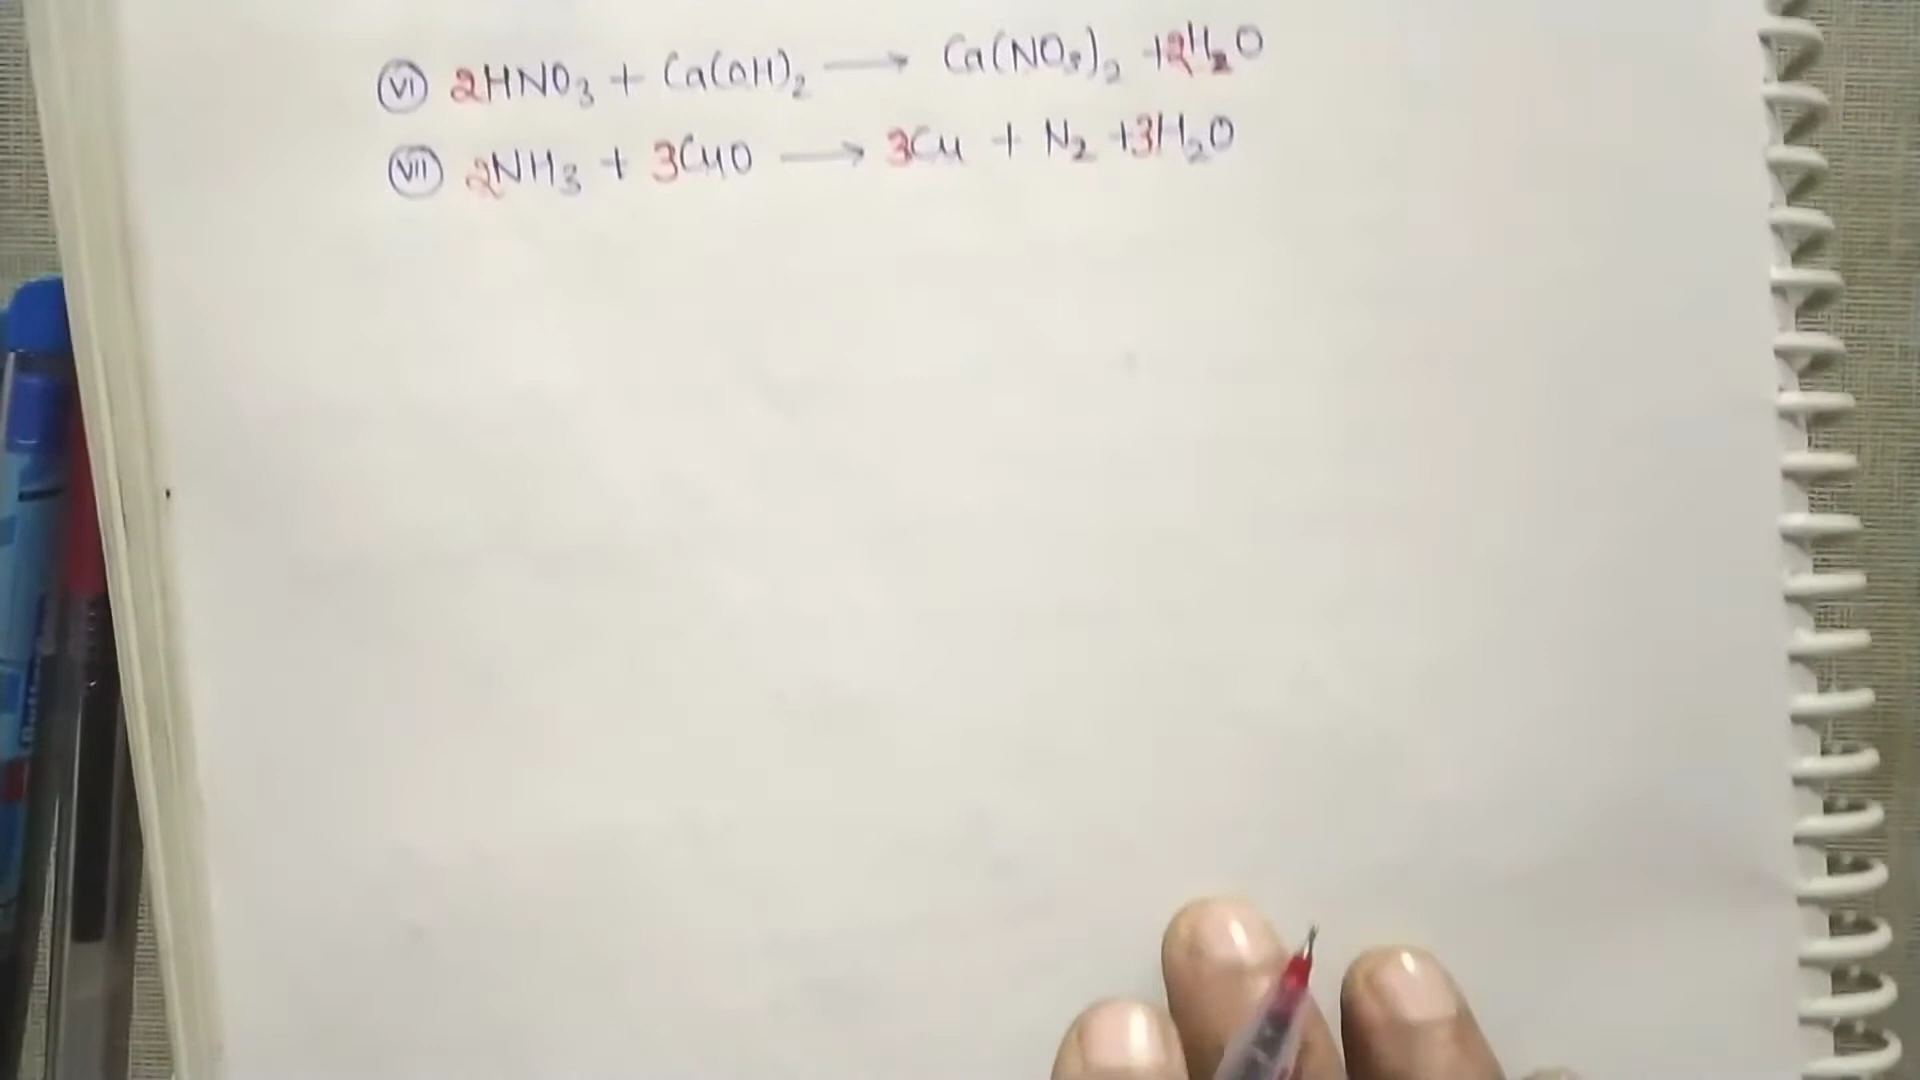 (VI) 2HNO₃ + Ca(OH)₂ → Ca(NO₃)₂ + 2H₂O
(VII) 2NH₃ + 3CuO → 3Cu + N₂ + 3H₂O